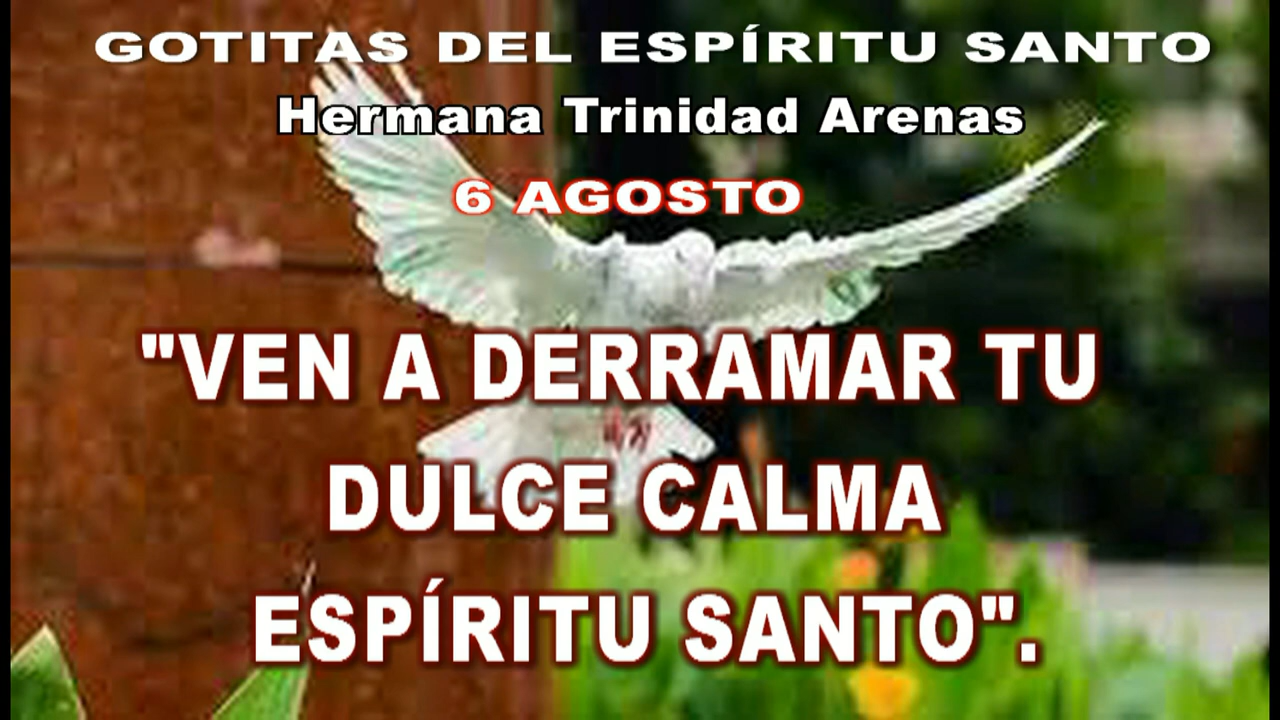 GOTITAS DEL ESPÍRITU SANTO
Hermana Trinidad Arenas
6 AGOSTO
"VEN A DERRAMAR TU
DULCE CALMA
ESPÍRITU SANTO".